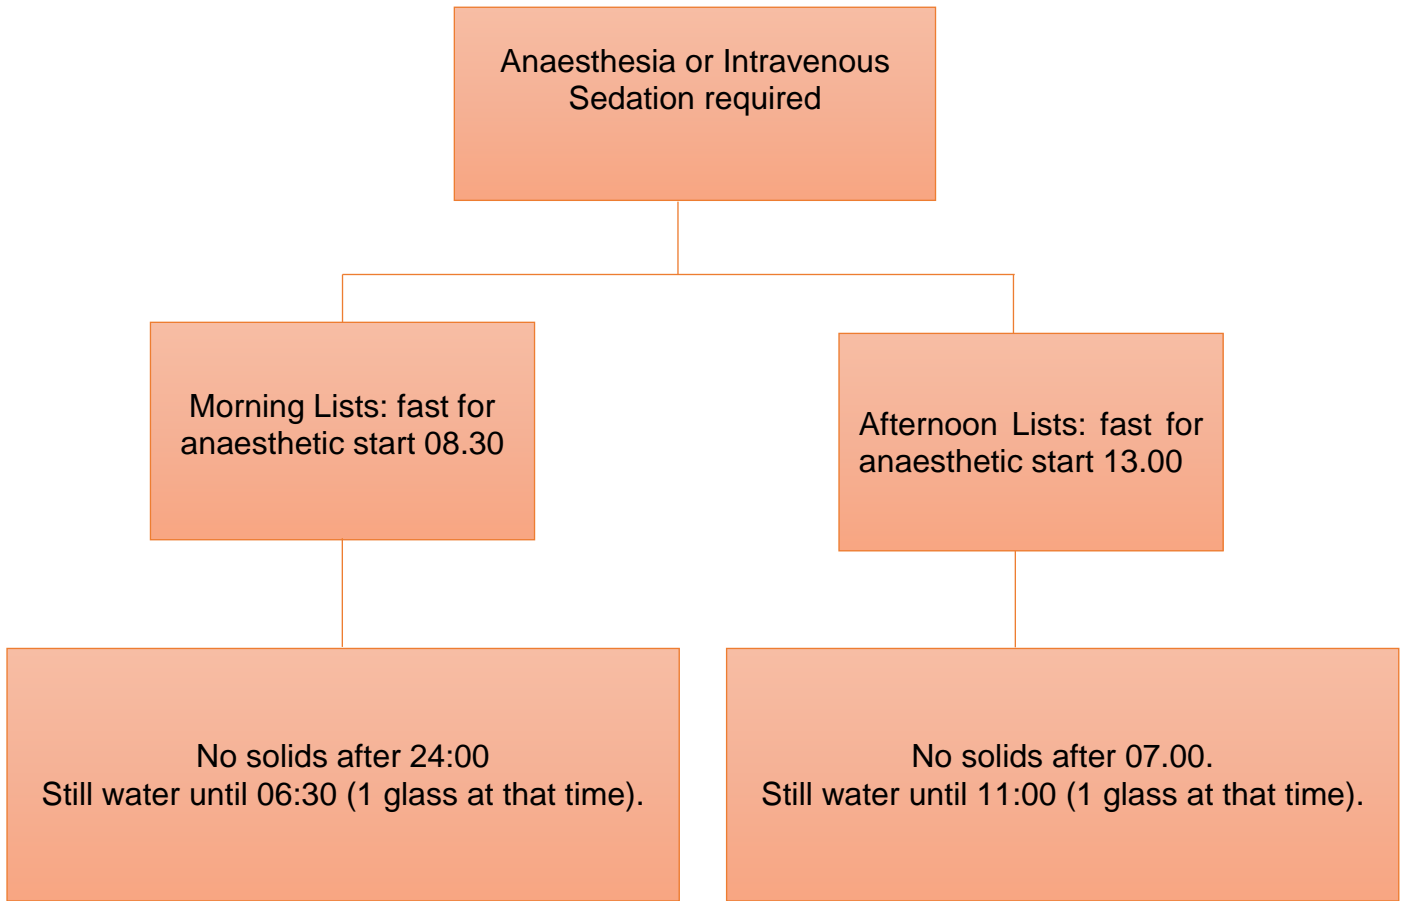 Anaesthesia or Intravenous
Sedation required
Morning Lists: fast for
anaesthetic start 08.30
Afternoon Lists: fast for
anaesthetic start 13.00
No solids after 24:00
Still water until 06:30 (1 glass at that time).
No solids after 07.00.
Still water until 11:00 (1 glass at that time).